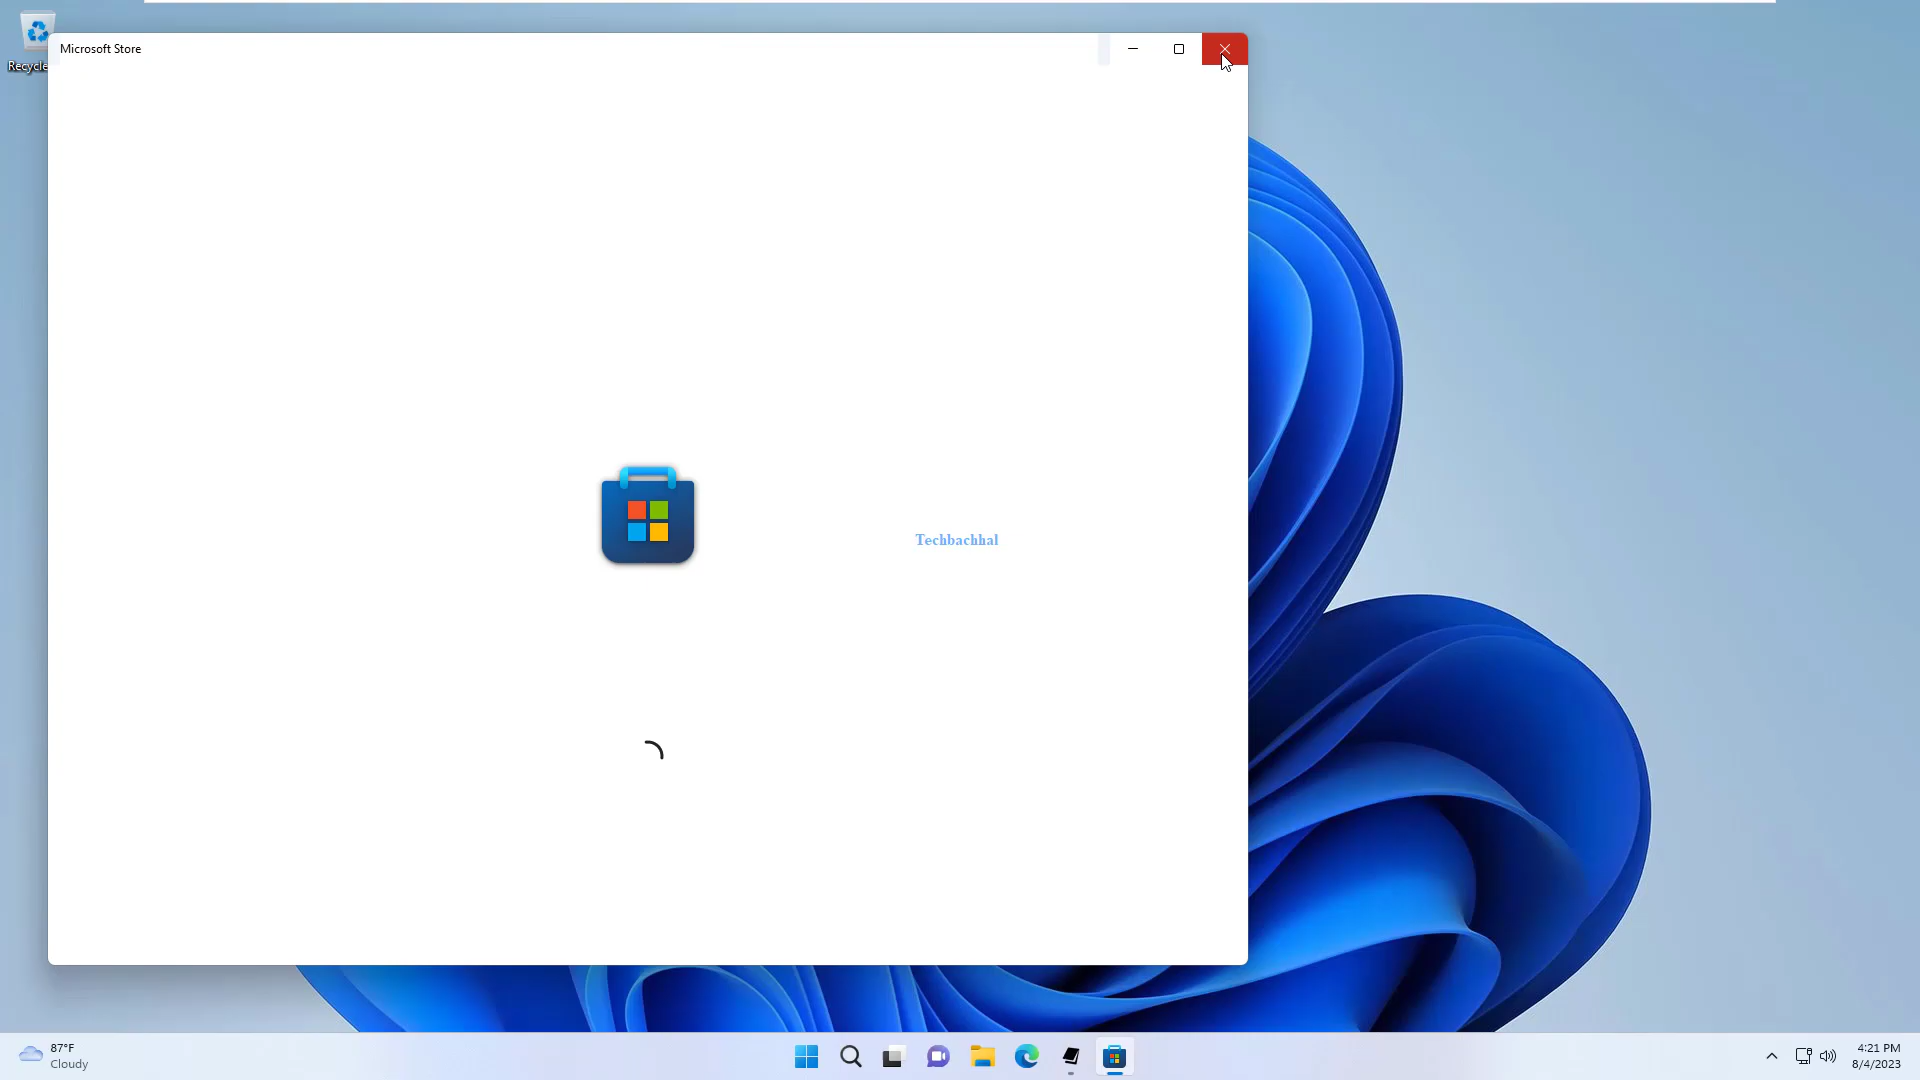 Microsoft Store
Recycle
Techbachhal
87°F
Cloudy
4:21 PM
8/4/2023